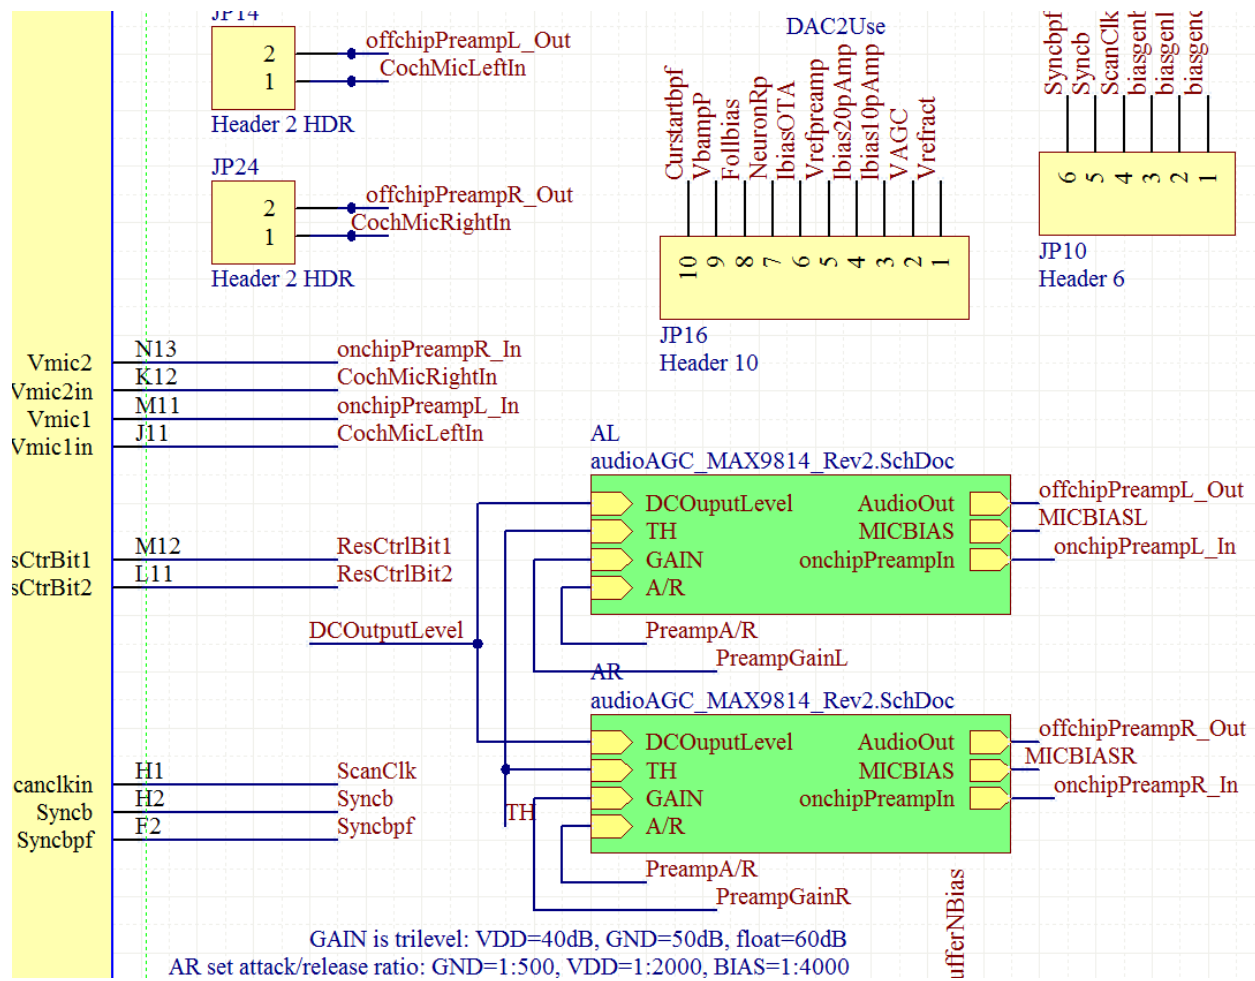 JP14
2
offchipPreampL_Out
1
CochMicLeftIn
Header 2 HDR
JP24
2
offchipPreampR_Out
1
CochMicRightIn
Header 2 HDR
DAC2Use
Curstartbpf
VbampP
Follbias
NeuronRp
IbiasOTA
Vrefpreamp
Ibias20pAmp
Ibias10pAmp
VAGC
Vrefract
10
9
8
7
6
5
4
3
2
1
JP16
Header 10
Syncbpf
Syncb
ScanClk
6
5
4
3
2
1
JP10
Header 6
Vmic2
N13
onchipPreampR_In
Vmic2in
K12
CochMicRightIn
Vmic1
M11
onchipPreampL_In
Vmic1in
J11
CochMicLeftIn
sCtrBit1
M12
ResCtrlBit1
sCtrBit2
L11
ResCtrlBit2
AL
audioAGC_MAX9814_Rev2.SchDoc
DCOuputLevel
AudioOut
offchipPreampL_Out
TH
MICBIAS
MICBIASL
GAIN
onchipPreampIn
onchipPreampL_In
A/R
DCOutputLevel
PreampA/R
PreampGainL
AR
audioAGC_MAX9814_Rev2.SchDoc
DCOuputLevel
AudioOut
offchipPreampR_Out
TH
MICBIAS
MICBIASR
GAIN
onchipPreampIn
onchipPreampR_In
A/R
TH
PreampA/R
PreampGainR
canclkin
H1
ScanClk
Syncb
H2
Syncb
Syncbpf
F2
Syncbpf
ufferNBias
GAIN is trilevel: VDD=40dB, GND=50dB, float=60dB
AR set attack/release ratio: GND=1:500, VDD=1:2000, BIAS=1:4000